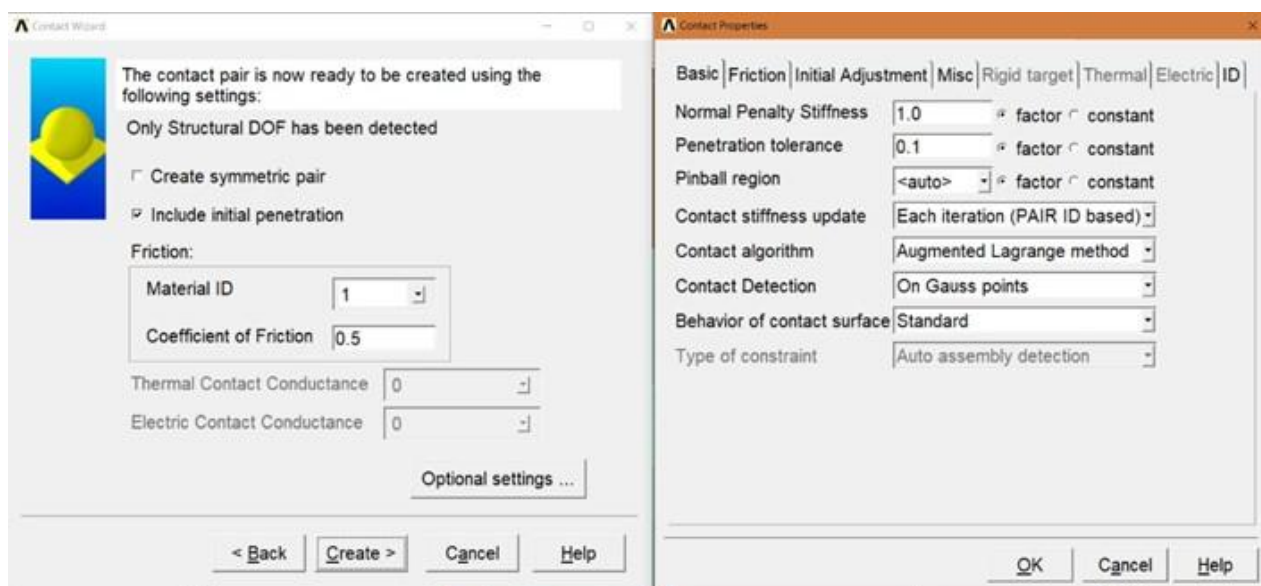 Contact Wizard
The contact pair is now ready to be created using the
following settings:
Only Structural DOF has been detected
Create symmetric pair
Include initial penetration
Friction:
Material ID 1
Coefficient of Friction 0.5
Thermal Contact Conductance 0
Electric Contact Conductance 0
Optional settings ...
< Back Create > Cancel Help
Contact Properties
Basic Friction Initial Adjustment Misc Rigid target Thermal Electric ID
Normal Penalty Stiffness 1.0 factor constant
Penetration tolerance 0.1 factor constant
Pinball region <auto> factor constant
Contact stiffness update Each iteration (PAIR ID based)
Contact algorithm Augmented Lagrange method
Contact Detection On Gauss points
Behavior of contact surface Standard
Type of constraint Auto assembly detection
OK Cancel Help